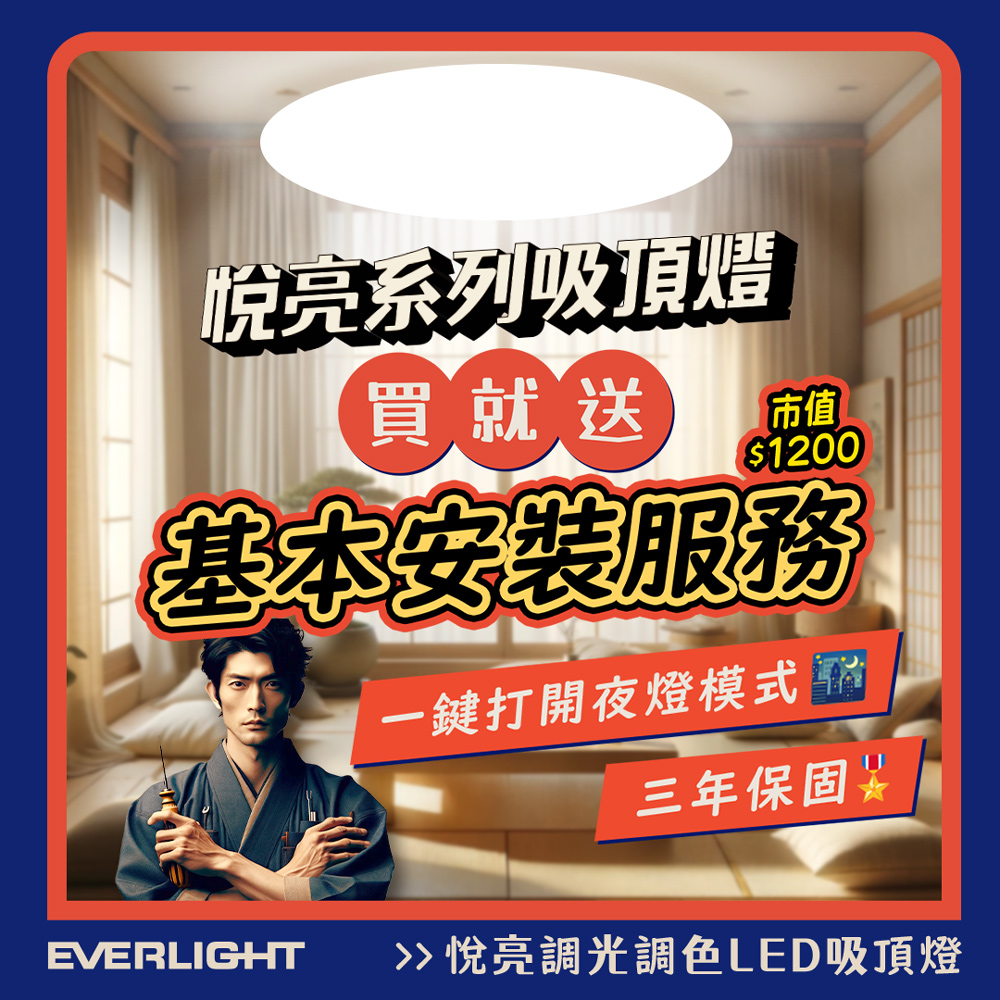 悅亮系列吸頂燈
買就送
市值
$1200
基本安裝服務
一鍵打開夜燈模式
三年保固
EVERLIGHT
>>悅亮調光調色LED吸頂燈